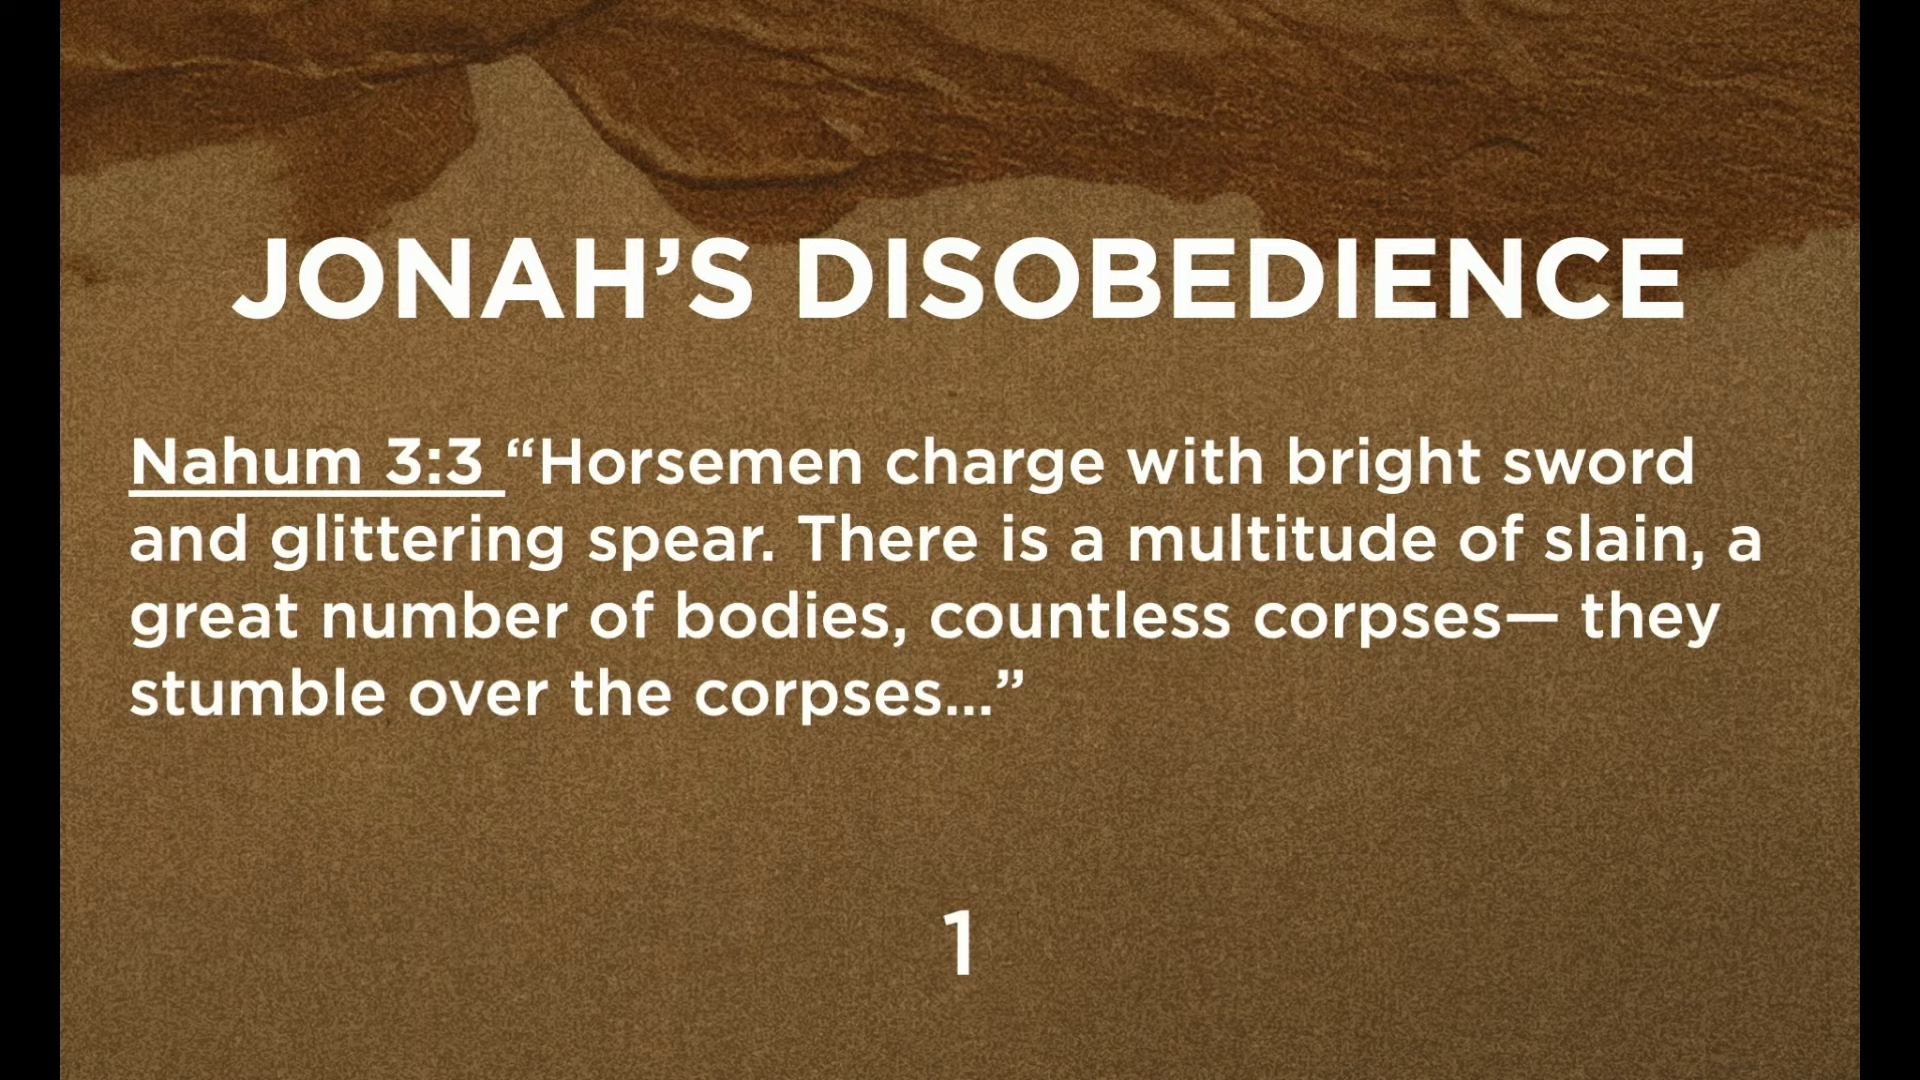 JONAH’S DISOBEDIENCE
Nahum 3:3 “Horsemen charge with bright sword
and glittering spear. There is a multitude of slain, a
great number of bodies, countless corpses— they
stumble over the corpses...”
1